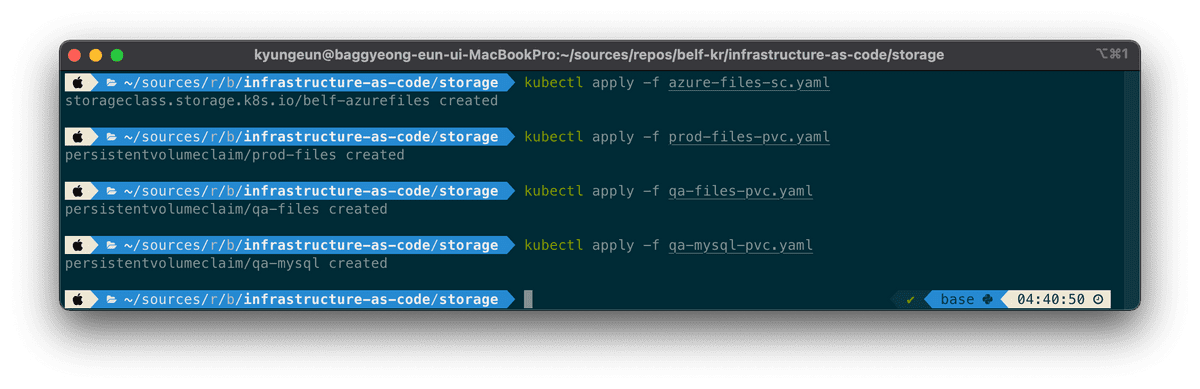 kyungeun@baggyeong-eun-ui-MacBookPro:~/sources/repos/belf-kr/infrastructure-as-code/storage ⌥⌘1
~/sources/r/b/infrastructure-as-code/storage kubectl apply -f azure-files-sc.yaml
storageclass.storage.k8s.io/belf-azurefiles created
~/sources/r/b/infrastructure-as-code/storage kubectl apply -f prod-files-pvc.yaml
persistentvolumeclaim/prod-files created
~/sources/r/b/infrastructure-as-code/storage kubectl apply -f qa-files-pvc.yaml
persistentvolumeclaim/qa-files created
~/sources/r/b/infrastructure-as-code/storage kubectl apply -f qa-mysql-pvc.yaml
persistentvolumeclaim/qa-mysql created
~/sources/r/b/infrastructure-as-code/storage ✔ base 04:40:50